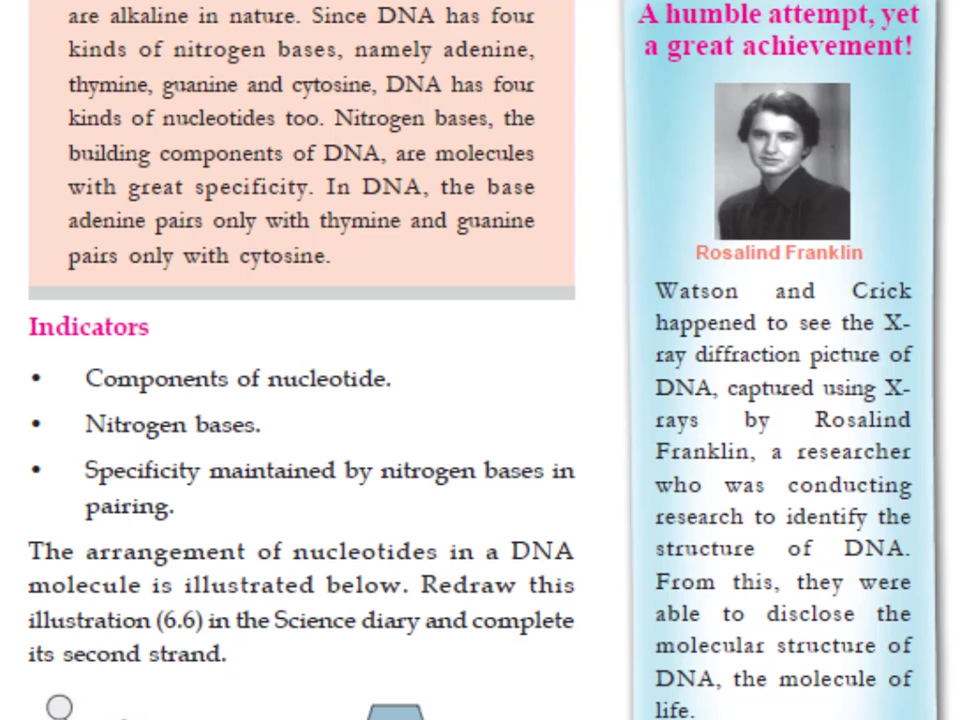 are alkaline in nature. Since DNA has four
kinds of nitrogen bases, namely adenine,
thymine, guanine and cytosine, DNA has four
kinds of nucleotides too. Nitrogen bases, the
building components of DNA, are molecules
with great specificity. In DNA, the base
adenine pairs only with thymine and guanine
pairs only with cytosine.
Indicators
• Components of nucleotide.
• Nitrogen bases.
• Specificity maintained by nitrogen bases in
pairing.
The arrangement of nucleotides in a DNA
molecule is illustrated below. Redraw this
illustration (6.6) in the Science diary and complete
its second strand.
A humble attempt, yet
a great achievement!
Rosalind Franklin
Watson and Crick
happened to see the X-
ray diffraction picture of
DNA, captured using X-
rays by Rosalind
Franklin, a researcher
who was conducting
research to identify the
structure of DNA.
From this, they were
able to disclose the
molecular structure of
DNA, the molecule of
life.